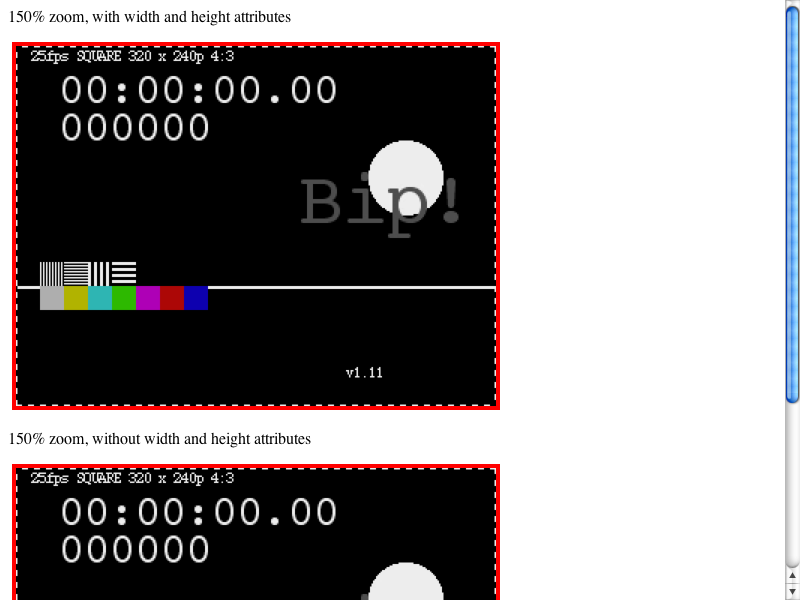 150% zoom, with width and height attributes
25fps SQUARE 320 x 240p 4:3
00:00:00.00
000000
Bip!
v1.11
150% zoom, without width and height attributes
25fps SQUARE 320 x 240p 4:3
00:00:00.00
000000